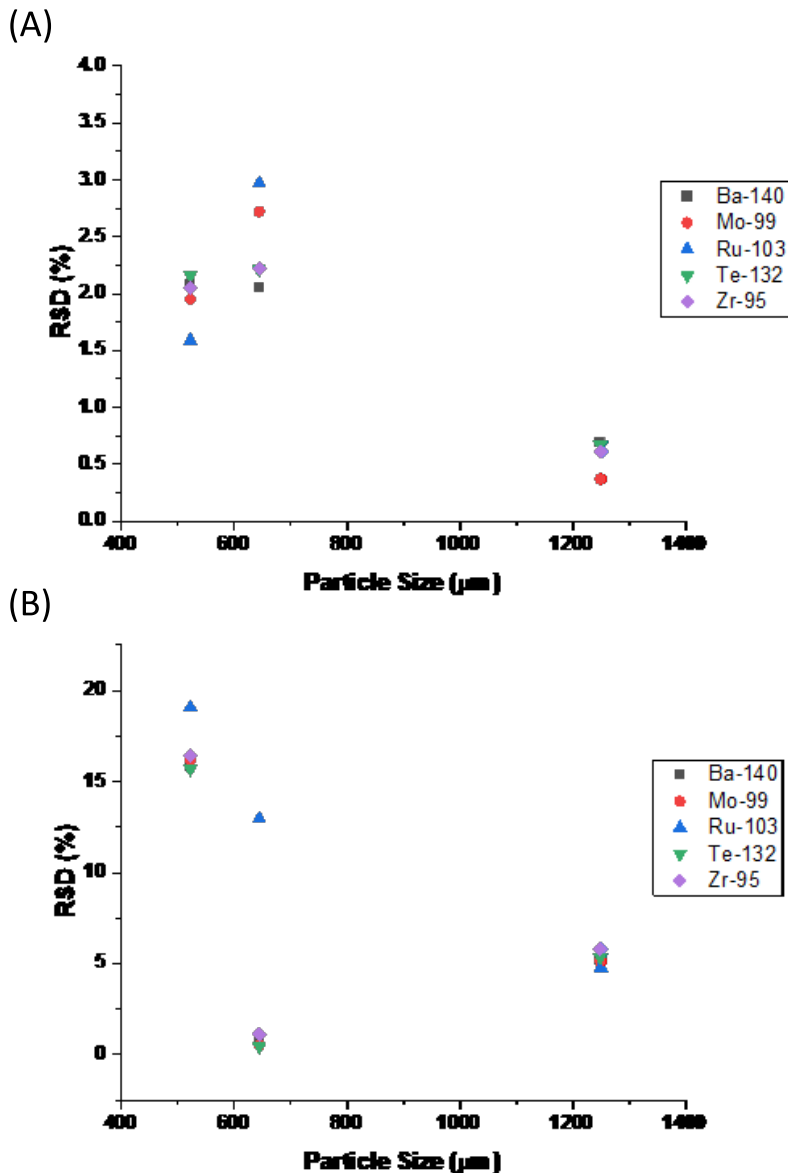 (A)
4.0
3.5
3.0
2.5
2.0
1.5
1.0
0.5
0.0
RSD (%)
400 600 800 1000 1200 1400
Particle Size (µm)
Ba-140
Mo-99
Ru-103
Te-132
Zr-95
(B)
20
15
10
5
0
RSD (%)
400 600 800 1000 1200 1400
Particle Size (µm)
Ba-140
Mo-99
Ru-103
Te-132
Zr-95